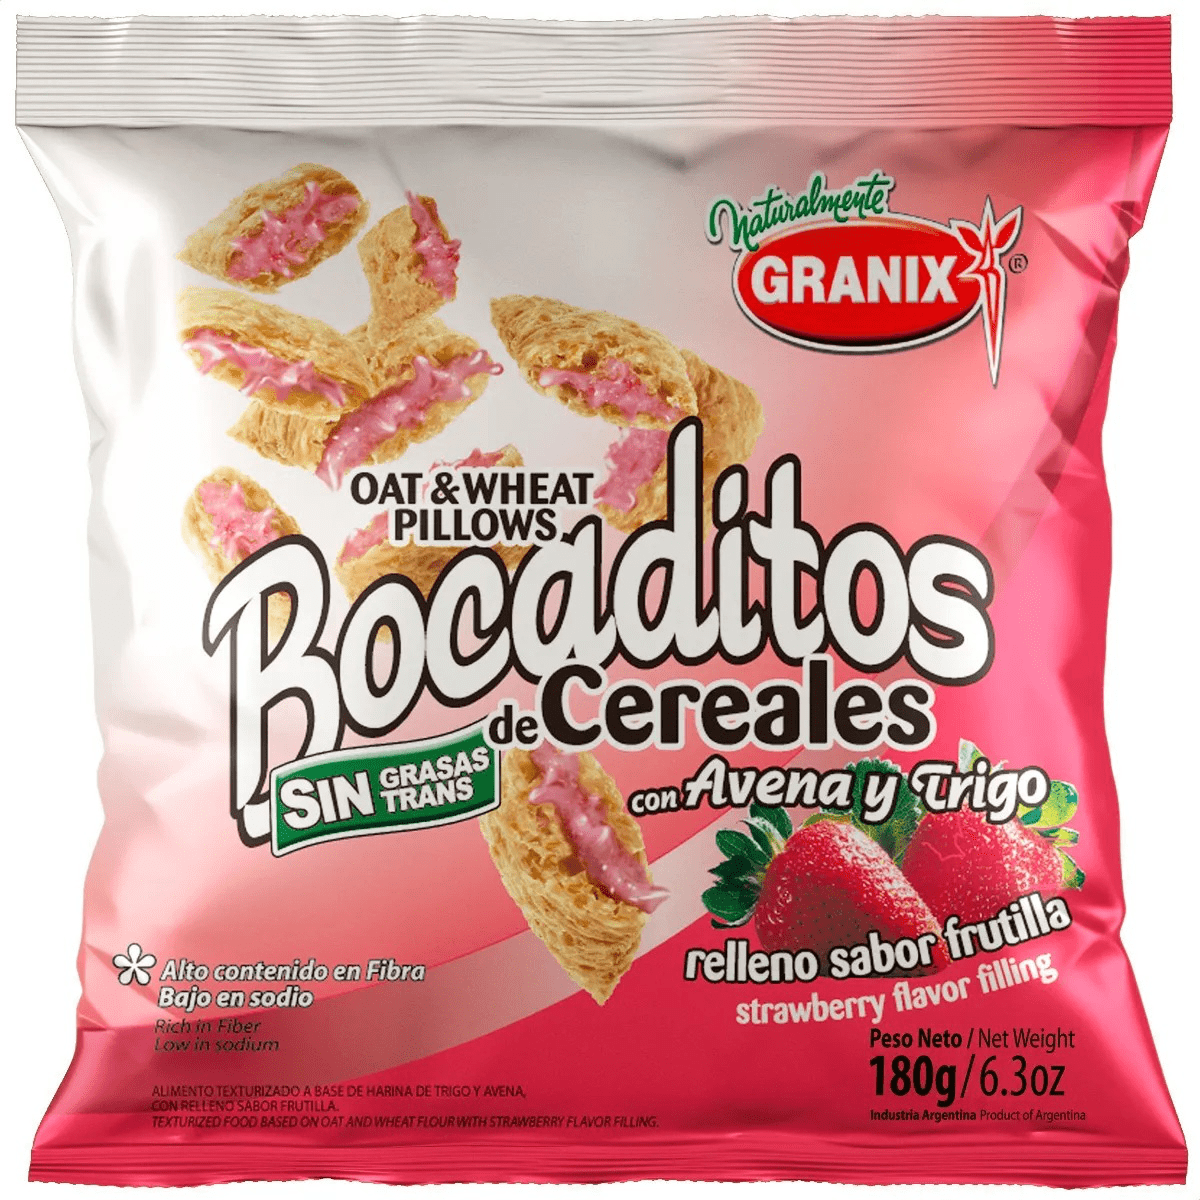 Naturalmente
GRANIX
®
OAT & WHEAT
PILLOWS
Bocaditos
de Cereales
SIN GRASAS
TRANS
con Avena y Trigo
relleno sabor frutilla
strawberry flavor filling
* Alto contenido en Fibra
Bajo en sodio
Rich in Fiber
Low in sodium
Peso Neto / Net Weight
180g/6.3oz
Industria Argentina Product of Argentina
ALIMENTO TEXTURIZADO A BASE DE HARINA DE TRIGO Y AVENA,
CON RELLENO SABOR FRUTILLA.
TEXTURIZED FOOD BASED ON OAT AND WHEAT FLOUR WITH STRAWBERRY FLAVOR FILLING.